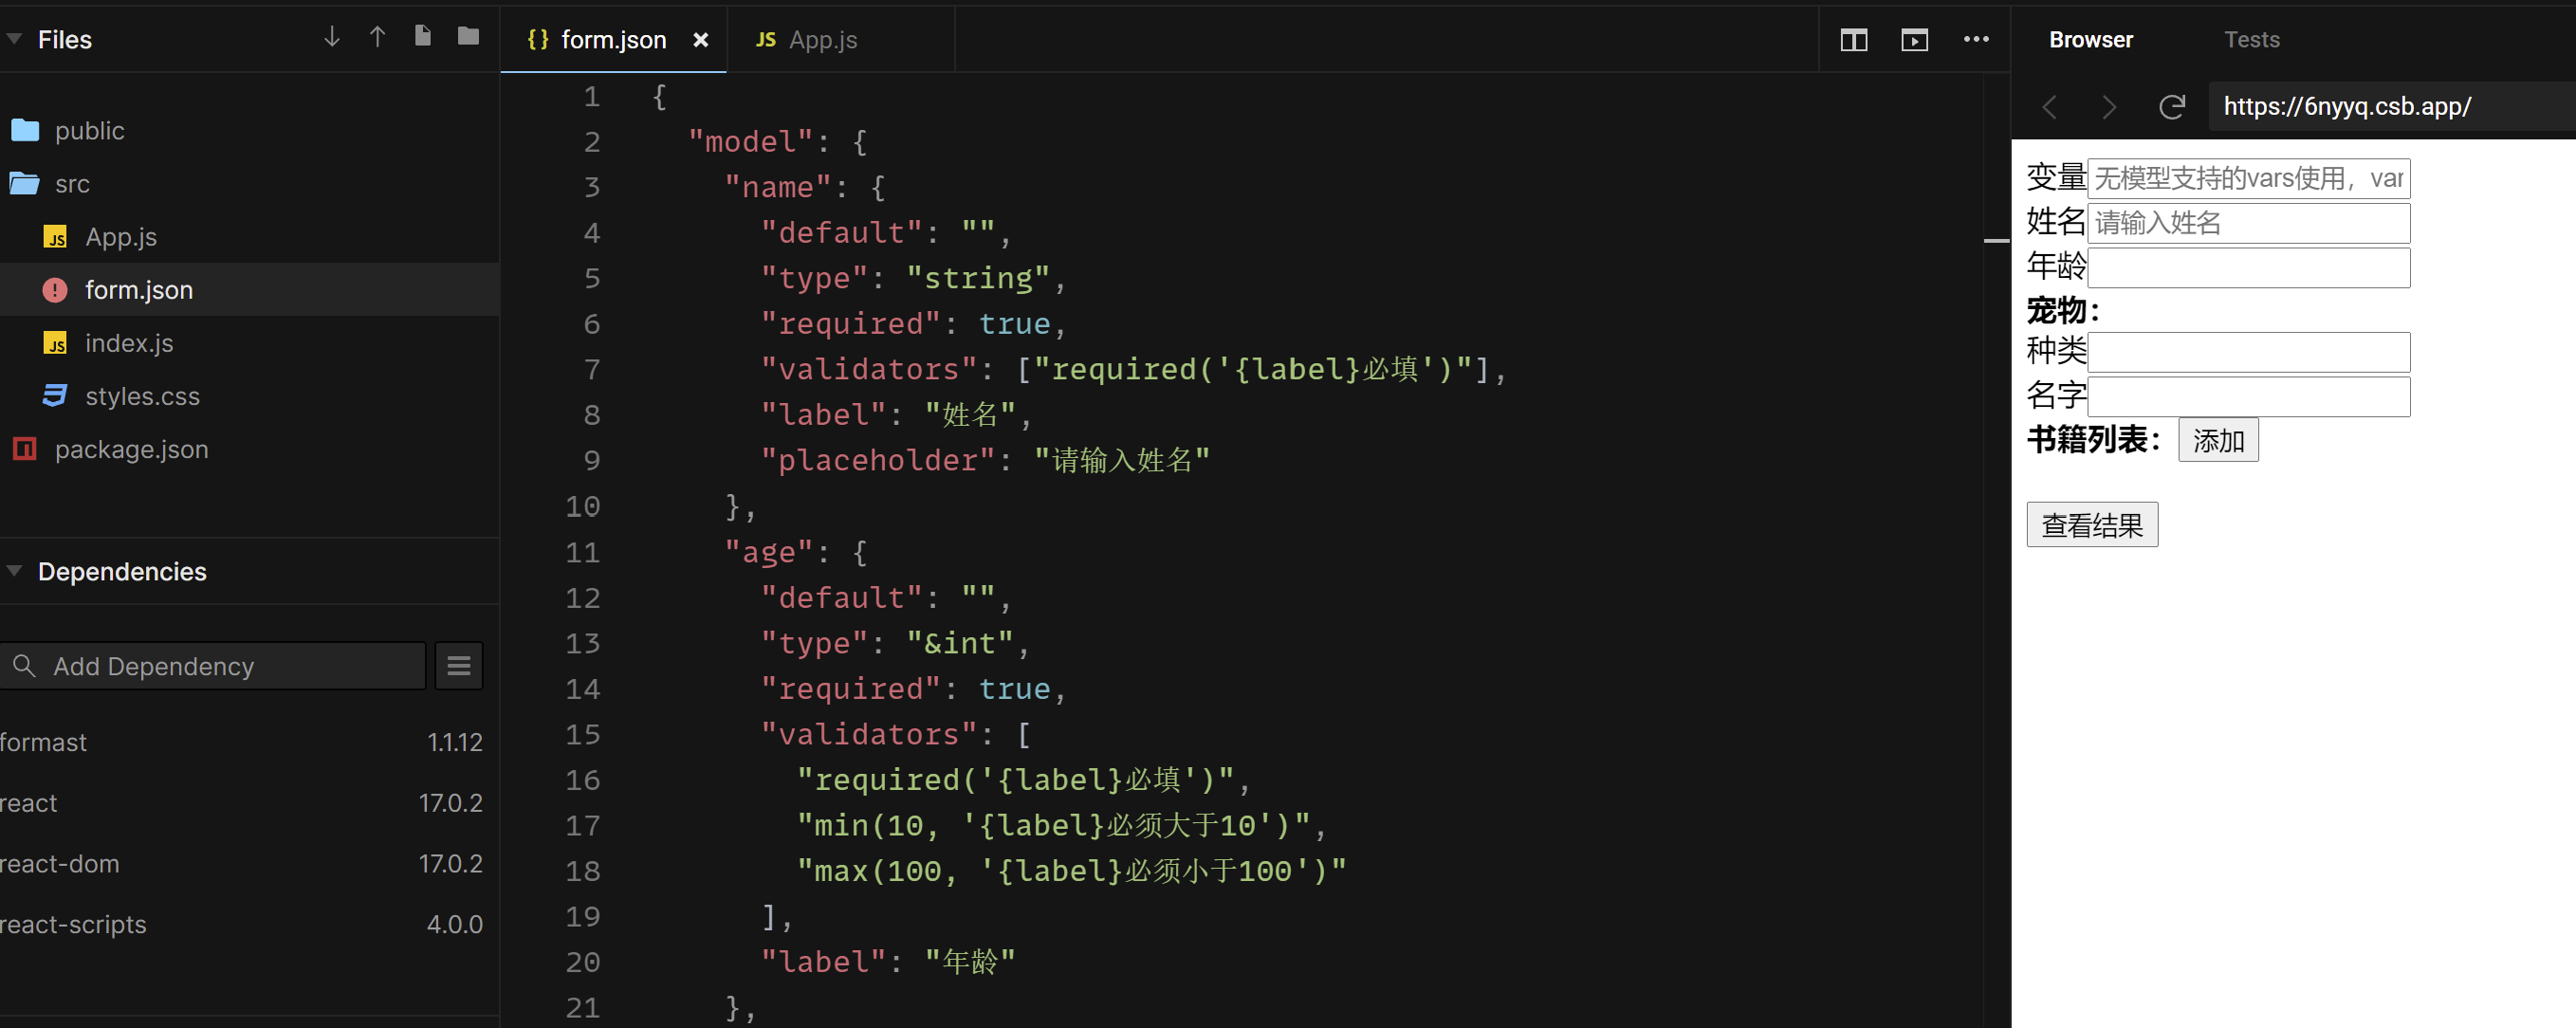 Files
public
src
App.js
form.json
index.js
styles.css
package.json
Dependencies
Add Dependency
formast 1.1.12
react 17.0.2
react-dom 17.0.2
react-scripts 4.0.0
{} form.json × JS App.js
1 {
2 "model": {
3 "name": {
4 "default": "",
5 "type": "string",
6 "required": true,
7 "validators": ["required('{label}必填')"],
8 "label": "姓名",
9 "placeholder": "请输入姓名"
10 },
11 "age": {
12 "default": "",
13 "type": "&int",
14 "required": true,
15 "validators": [
16 "required('{label}必填')",
17 "min(10, '{label}必须大于10')",
18 "max(100, '{label}必须小于100')"
19 ],
20 "label": "年龄"
21 },
Browser Tests
https://6nyyq.csb.app/
变量 无模型支持的vars使用，var
姓名 请输入姓名
年龄
宠物：
种类
名字
书籍列表： 添加
查看结果